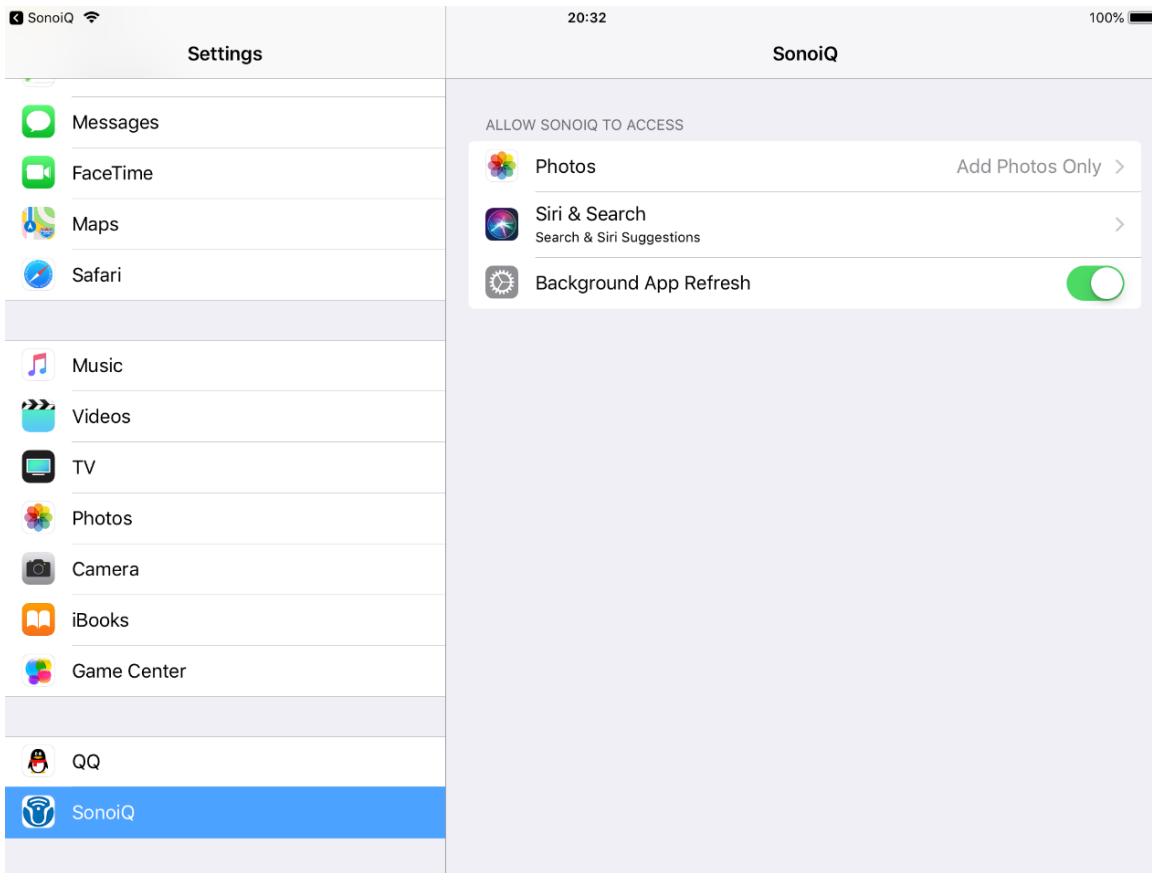 SonoiQ
20:32
100%
Settings
SonoiQ
Messages
FaceTime
Maps
Safari
Music
Videos
TV
Photos
Camera
iBooks
Game Center
QQ
SonoiQ
ALLOW SONOIQ TO ACCESS
Photos
Add Photos Only
Siri & Search
Search & Siri Suggestions
Background App Refresh